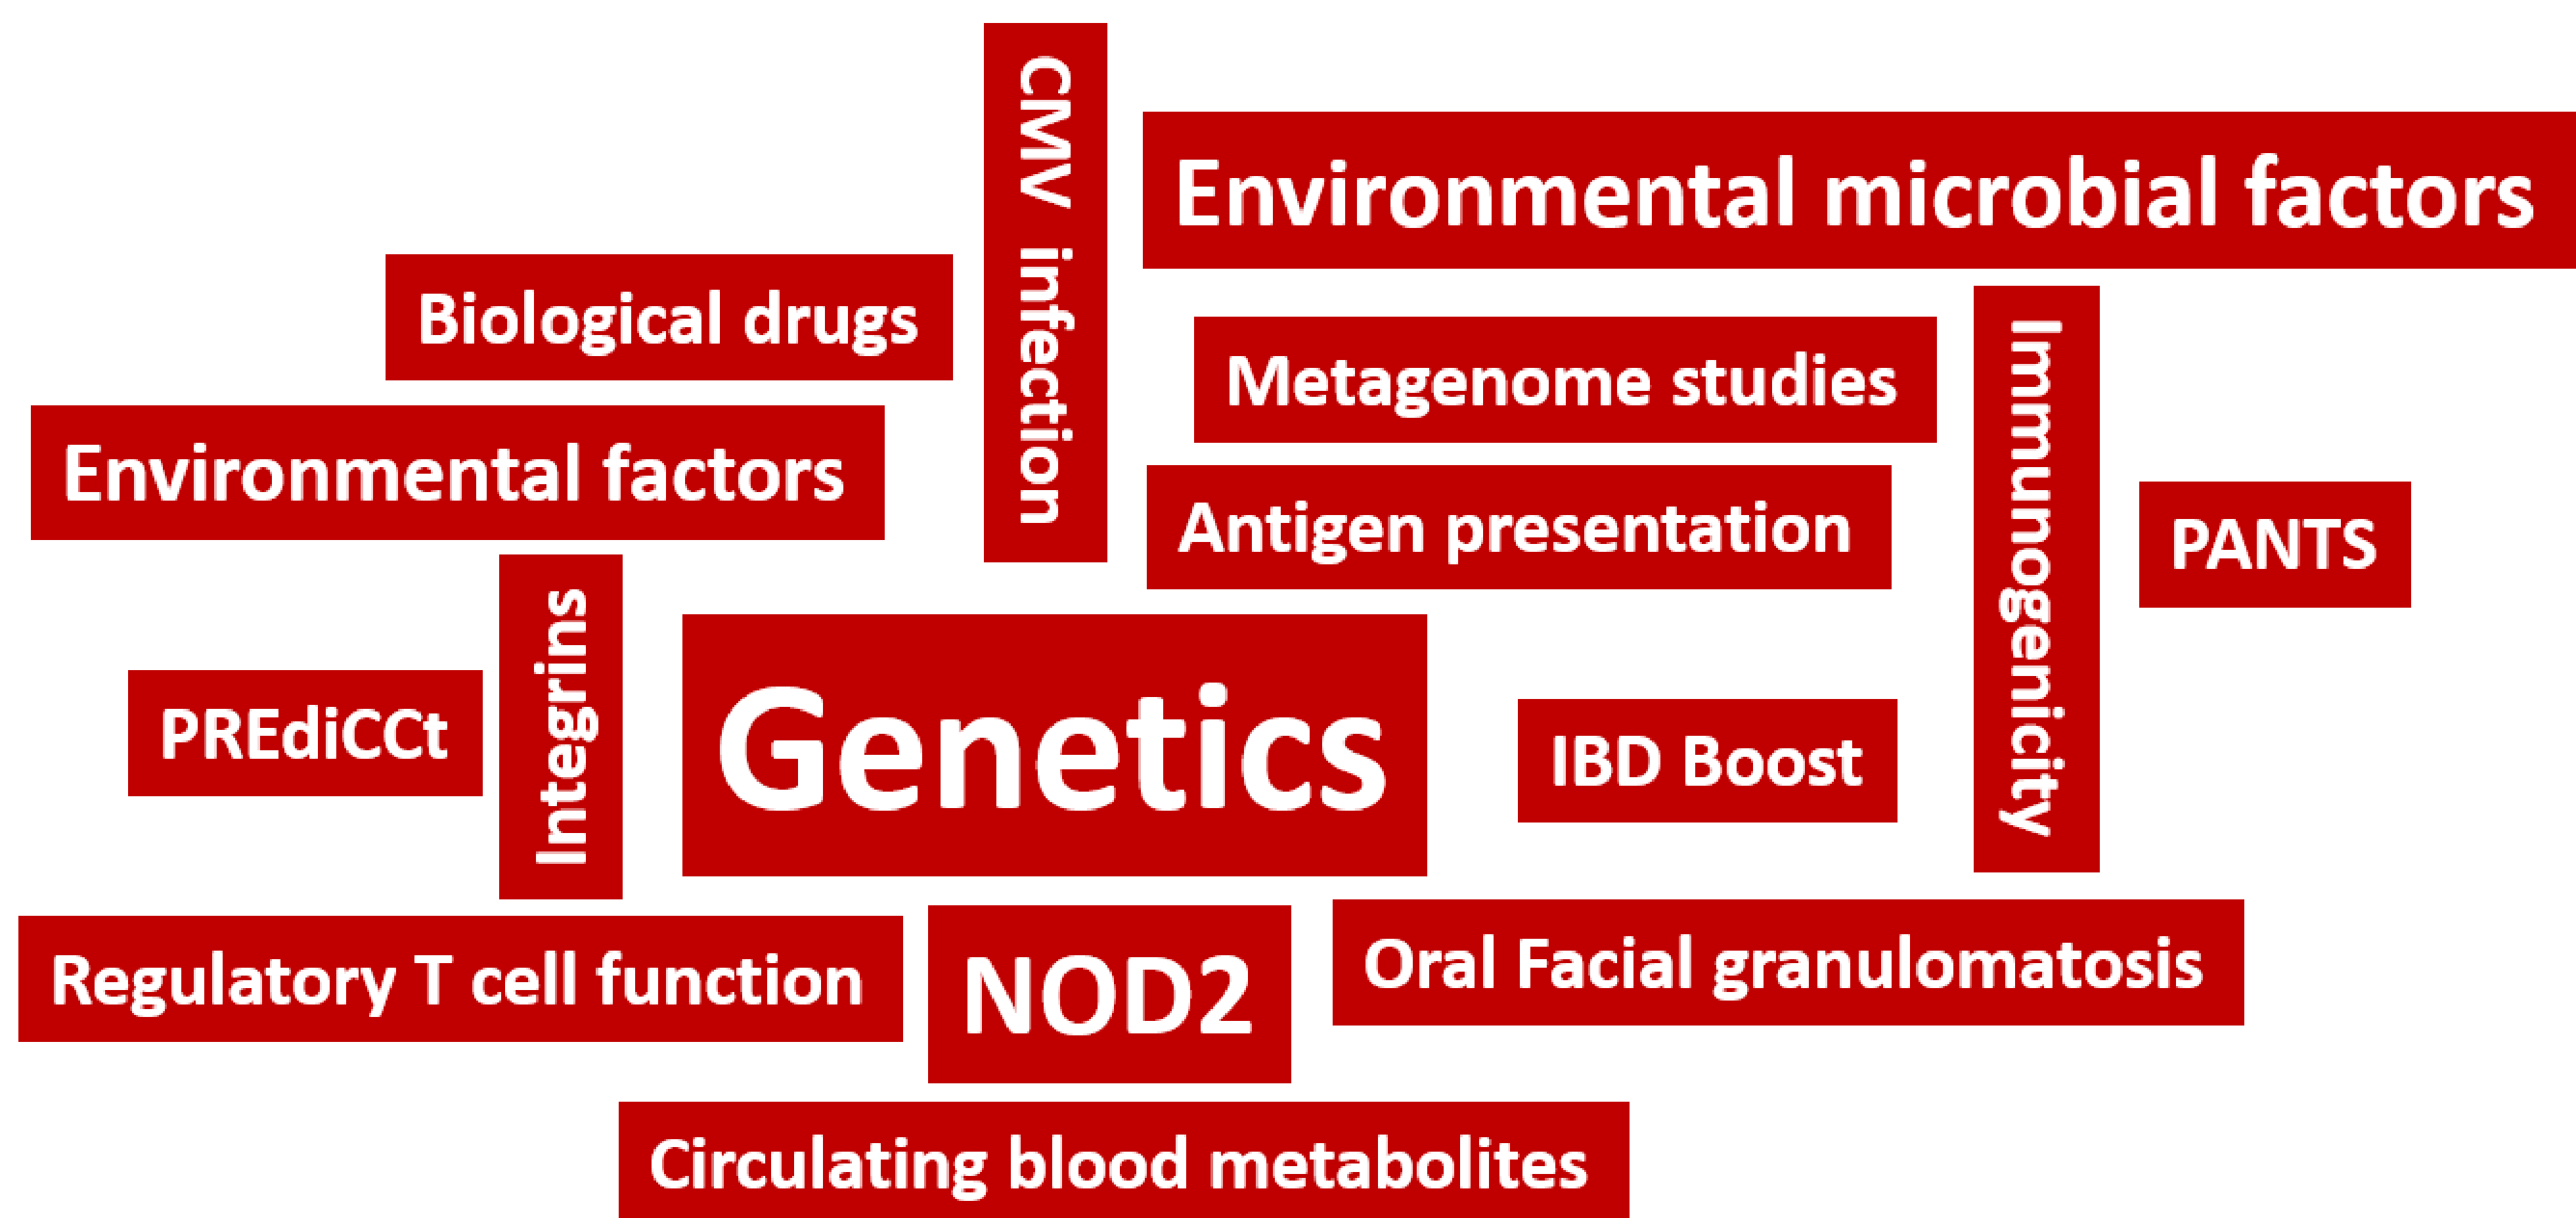 CMV infection
Environmental microbial factors
Biological drugs
Metagenome studies
Immunogenicity
Environmental factors
Antigen presentation
PANTS
Integrins
Genetics
PREdiCCt
IBD Boost
Regulatory T cell function
NOD2
Oral Facial granulomatosis
Circulating blood metabolites